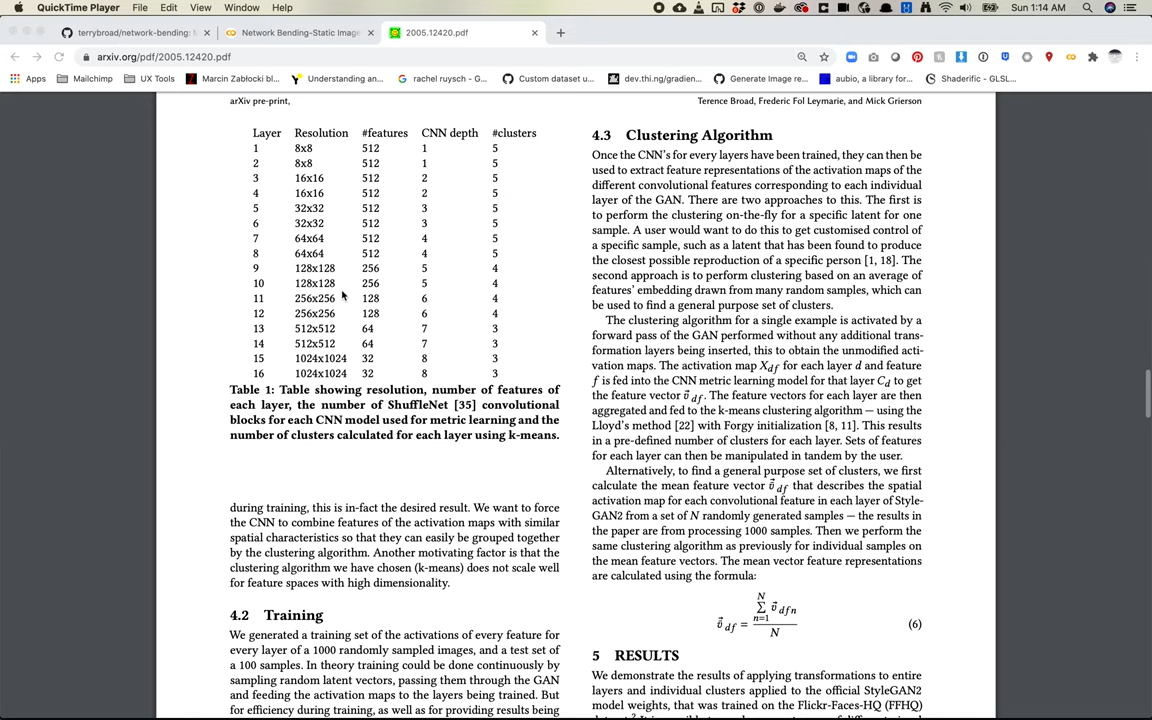 QuickTime Player File Edit View Window Help
Sun 1:14 AM
terrybroad/network-bending: N
Network Bending-Static Image
2005.12420.pdf
arxiv.org/pdf/2005.12420.pdf
Apps Mailchimp UX Tools Marcin Zabłocki bl... Understanding an... rachel ruysch - G... Custom dataset u... dev.thi.ng/gradien... Generate Image re... aubio, a library for... Shaderific - GLSL...
arXiv pre-print,
Terence Broad, Frederic Fol Leymarie, and Mick Grierson
Layer Resolution #features CNN depth #clusters
1 8x8 512 1 5
2 8x8 512 1 5
3 16x16 512 2 5
4 16x16 512 2 5
5 32x32 512 3 5
6 32x32 512 3 5
7 64x64 512 4 5
8 64x64 512 4 5
9 128x128 256 5 4
10 128x128 256 5 4
11 256x256 128 6 4
12 256x256 128 6 4
13 512x512 64 7 3
14 512x512 64 7 3
15 1024x1024 32 8 3
16 1024x1024 32 8 3
Table 1: Table showing resolution, number of features of
each layer, the number of ShuffleNet [35] convolutional
blocks for each CNN model used for metric learning and the
number of clusters calculated for each layer using k-means.
during training, this is in-fact the desired result. We want to force
the CNN to combine features of the activation maps with similar
spatial characteristics so that they can easily be grouped together
by the clustering algorithm. Another motivating factor is that the
clustering algorithm we have chosen (k-means) does not scale well
for feature spaces with high dimensionality.
4.2 Training
We generated a training set of the activations of every feature for
every layer of a 1000 randomly sampled images, and a test set of
a 100 samples. In theory training could be done continuously by
sampling random latent vectors, passing them through the GAN
and feeding the activation maps to the layers being trained. But
for efficiency during training, as well as for providing results being
4.3 Clustering Algorithm
Once the CNN's for every layers have been trained, they can then be
used to extract feature representations of the activation maps of the
different convolutional features corresponding to each individual
layer of the GAN. There are two approaches to this. The first is
to perform the clustering on-the-fly for a specific latent for one
sample. A user would want to do this to get customised control of
a specific sample, such as a latent that has been found to produce
the closest possible reproduction of a specific person [1, 18]. The
second approach is to perform clustering based on an average of
features' embedding drawn from many random samples, which can
be used to find a general purpose set of clusters.
The clustering algorithm for a single example is activated by a
forward pass of the GAN performed without any additional trans-
formation layers being inserted, this to obtain the unmodified acti-
vation maps. The activation map X_df for each layer d and feature
f is fed into the CNN metric learning model for that layer C_d to get
the feature vector v⃗_df. The feature vectors for each layer are then
aggregated and fed to the k-means clustering algorithm — using the
Lloyd's method [22] with Forgy initialization [8, 11]. This results
in a pre-defined number of clusters for each layer. Sets of features
for each layer can then be manipulated in tandem by the user.
Alternatively, to find a general purpose set of clusters, we first
calculate the mean feature vector v̄⃗_df that describes the spatial
activation map for each convolutional feature in each layer of Style-
GAN2 from a set of N randomly generated samples — the results in
the paper are from processing 1000 samples. Then we perform the
same clustering algorithm as previously for individual samples on
the mean feature vectors. The mean vector feature representations
are calculated using the formula:
v̄⃗_df = Σ_{n=1}^{N} v⃗_dfn / N (6)
5 RESULTS
We demonstrate the results of applying transformations to entire
layers and individual clusters applied to the official StyleGAN2
model weights, that was trained on the Flickr-Faces-HQ (FFHQ)